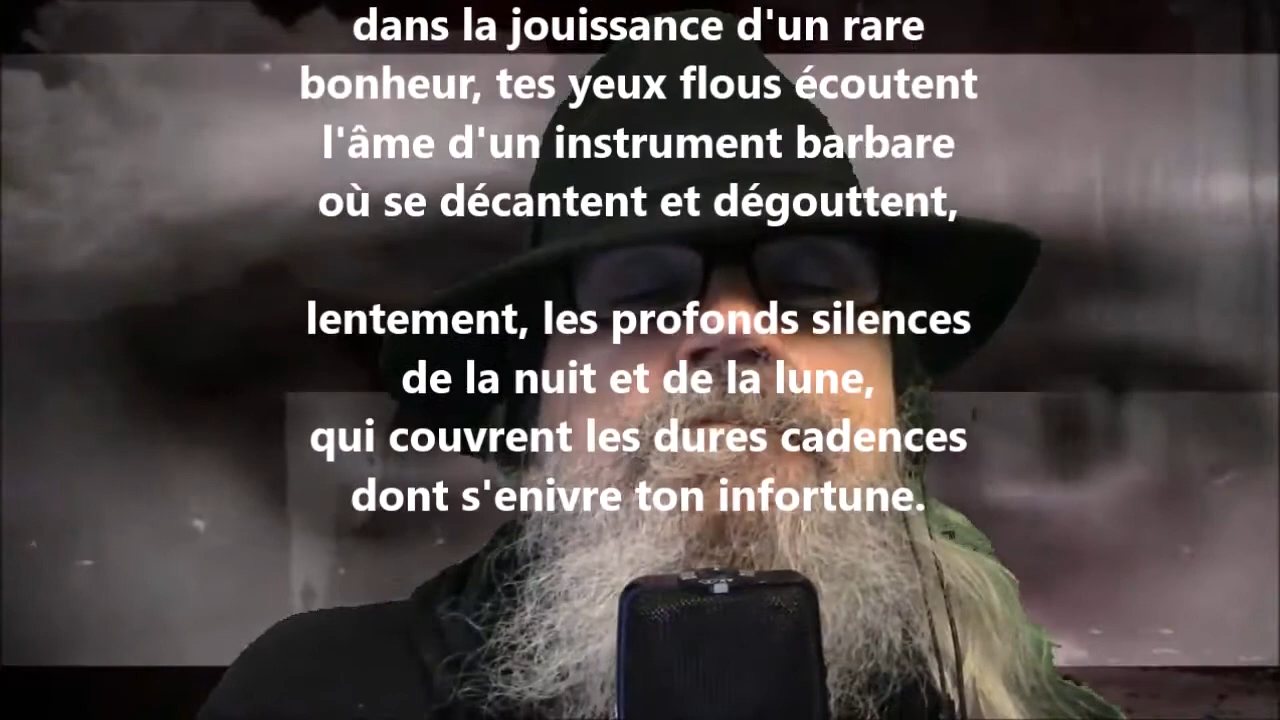 dans la jouissance d'un rare
bonheur, tes yeux flous écoutent
l'âme d'un instrument barbare
où se décantent et dégouttent,
lentement, les profonds silences
de la nuit et de la lune,
qui couvrent les dures cadences
dont s'enivre ton infortune.